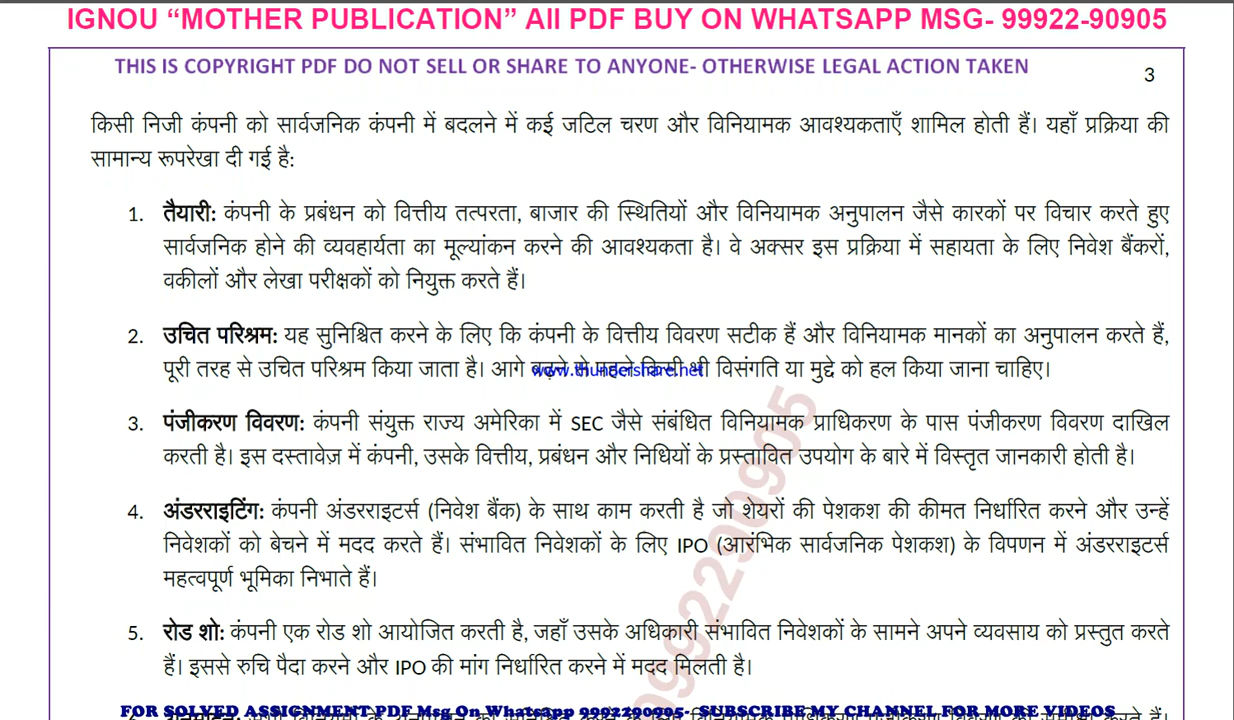 IGNOU “MOTHER PUBLICATION” All PDF BUY ON WHATSAPP MSG- 99922-90905
THIS IS COPYRIGHT PDF DO NOT SELL OR SHARE TO ANYONE- OTHERWISE LEGAL ACTION TAKEN
3
किसी निजी कंपनी को सार्वजनिक कंपनी में बदलने में कई जटिल चरण और विनियामक आवश्यकताएँ शामिल होती हैं। यहाँ प्रक्रिया की
सामान्य रूपरेखा दी गई है:
1. तैयारी: कंपनी के प्रबंधन को वित्तीय तत्परता, बाजार की स्थितियों और विनियामक अनुपालन जैसे कारकों पर विचार करते हुए
सार्वजनिक होने की व्यवहार्यता का मूल्यांकन करने की आवश्यकता है। वे अक्सर इस प्रक्रिया में सहायता के लिए निवेश बैंकरों,
वकीलों और लेखा परीक्षकों को नियुक्त करते हैं।
2. उचित परिश्रम: यह सुनिश्चित करने के लिए कि कंपनी के वित्तीय विवरण सटीक हैं और विनियामक मानकों का अनुपालन करते हैं,
पूरी तरह से उचित परिश्रम किया जाता है। आगे बढ़ने से पहले किसी भी विसंगति या मुद्दे को हल किया जाना चाहिए।
www.thundershare.net
3. पंजीकरण विवरण: कंपनी संयुक्त राज्य अमेरिका में SEC जैसे संबंधित विनियामक प्राधिकरण के पास पंजीकरण विवरण दाखिल
करती है। इस दस्तावेज़ में कंपनी, उसके वित्तीय, प्रबंधन और निधियों के प्रस्तावित उपयोग के बारे में विस्तृत जानकारी होती है।
4. अंडरराइटिंग: कंपनी अंडरराइटर्स (निवेश बैंक) के साथ काम करती है जो शेयरों की पेशकश की कीमत निर्धारित करने और उन्हें
निवेशकों को बेचने में मदद करते हैं। संभावित निवेशकों के लिए IPO (आरंभिक सार्वजनिक पेशकश) के विपणन में अंडरराइटर्स
महत्वपूर्ण भूमिका निभाते हैं।
5. रोड शो: कंपनी एक रोड शो आयोजित करती है, जहाँ उसके अधिकारी संभावित निवेशकों के सामने अपने व्यवसाय को प्रस्तुत करते
हैं। इससे रुचि पैदा करने और IPO की मांग निर्धारित करने में मदद मिलती है।
9992290905
FOR SOLVED ASSIGNMENT PDF Msg On Whatsapp 9992290905- SUBSCRIBE MY CHANNEL FOR MORE VIDEOS